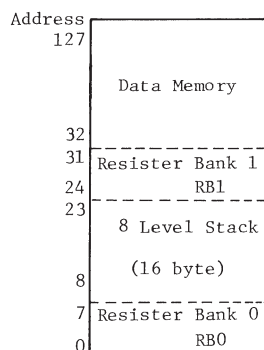 Address
127
Data Memory
32
31
Resister Bank 1
24
RB1
23
8 Level Stack
(16 byte)
8
7
Resister Bank 0
RB0
0